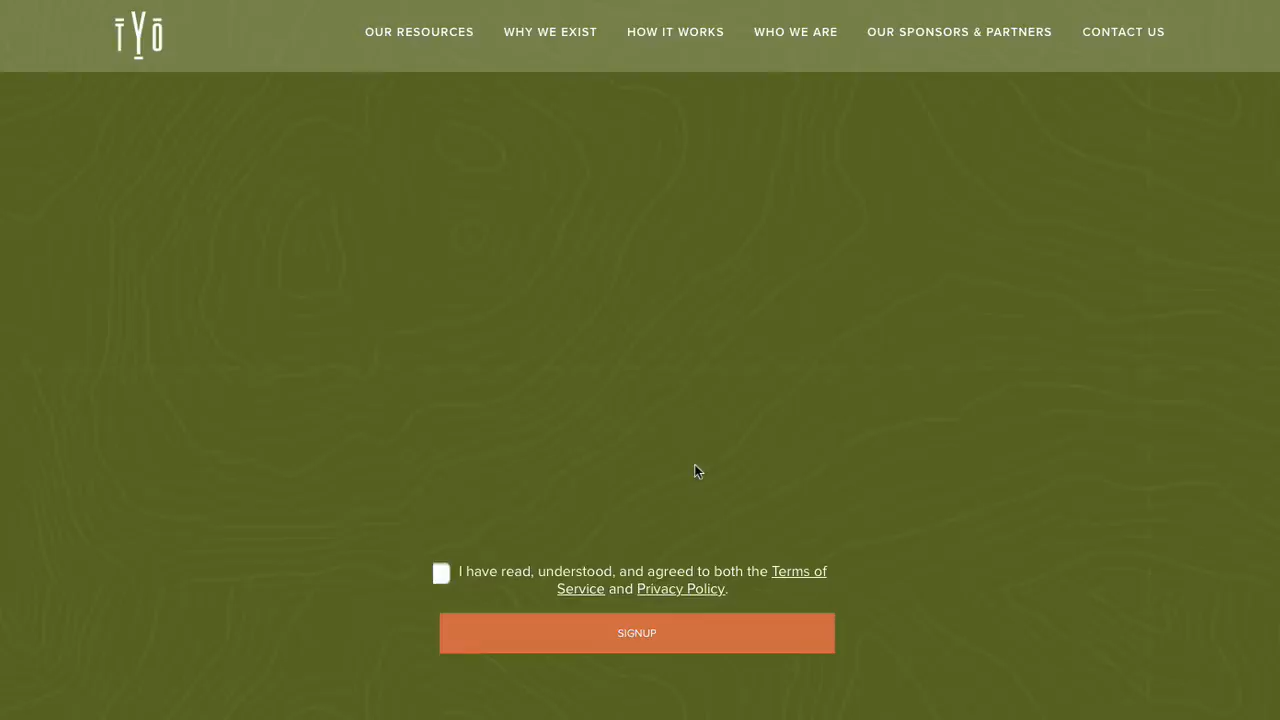 TYO
OUR RESOURCES WHY WE EXIST HOW IT WORKS WHO WE ARE OUR SPONSORS & PARTNERS CONTACT US
I have read, understood, and agreed to both the Terms of
Service and Privacy Policy.
SIGNUP